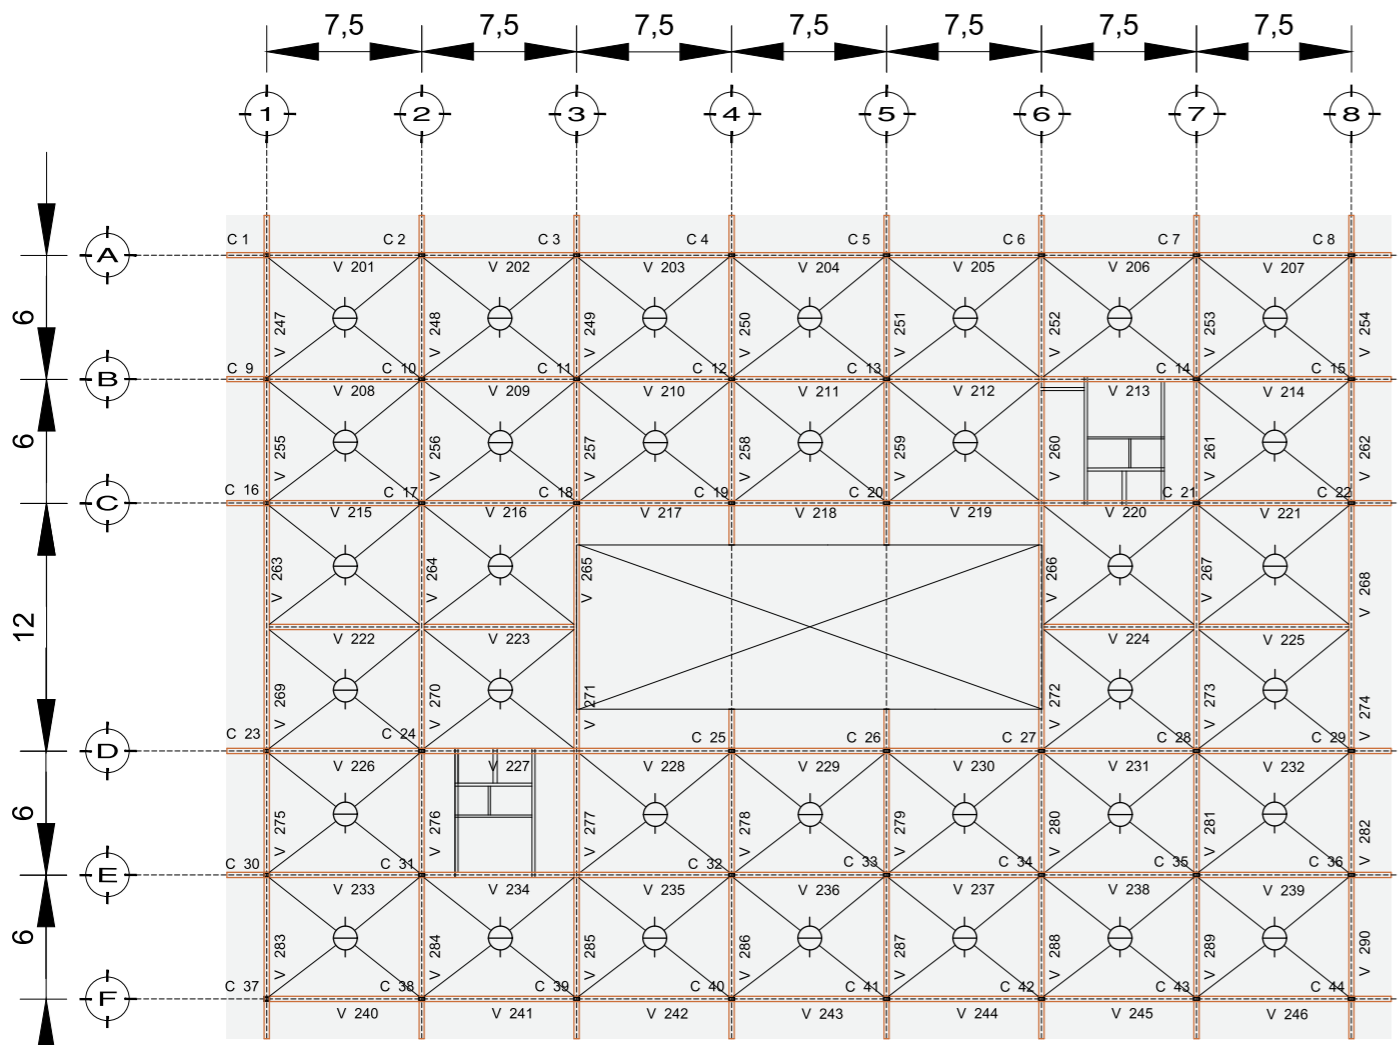 7,5 7,5 7,5 7,5 7,5 7,5 7,5
1 2 3 4 5 6 7 8
C 1 C 2 C 3 C 4 C 5 C 6 C 7 C 8
A
V 201 V 202 V 203 V 204 V 205 V 206 V 207
6 V 247 V 248 V 249 V 250 V 251 V 252 V 253 V 254
C 9 C 10 C 11 C 12 C 13 C 14 C 15
B
V 208 V 209 V 210 V 211 V 212 V 213 V 214
6 V 255 V 256 V 257 V 258 V 259 V 260 V 261 V 262
C 16 C 17 C 18 C 19 C 20 C 21 C 22
C
V 215 V 216 V 217 V 218 V 219 V 220 V 221
V 263 V 264 V 265 V 266 V 267 V 268
12
V 222 V 223 V 224 V 225
V 269 V 270 V 271 V 272 V 273 V 274
C 23 C 24 C 25 C 26 C 27 C 28 C 29
D
V 226 V 227 V 228 V 229 V 230 V 231 V 232
6 V 275 V 276 V 277 V 278 V 279 V 280 V 281 V 282
C 30 C 31 C 32 C 33 C 34 C 35 C 36
E
V 233 V 234 V 235 V 236 V 237 V 238 V 239
6 V 283 V 284 V 285 V 286 V 287 V 288 V 289 V 290
C 37 C 38 C 39 C 40 C 41 C 42 C 43 C 44
F
V 240 V 241 V 242 V 243 V 244 V 245 V 246